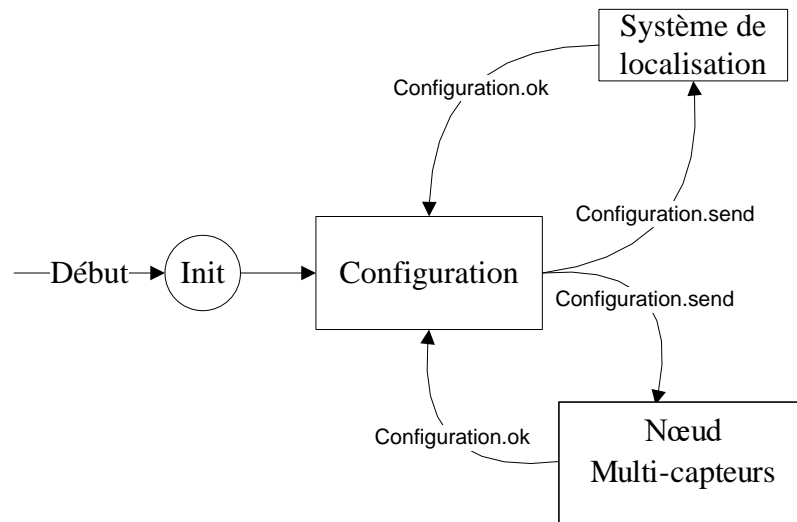 Système de
localisation
Configuration.ok
Configuration.send
Début
Init
Configuration
Configuration.send
Configuration.ok
Nœud
Multi-capteurs